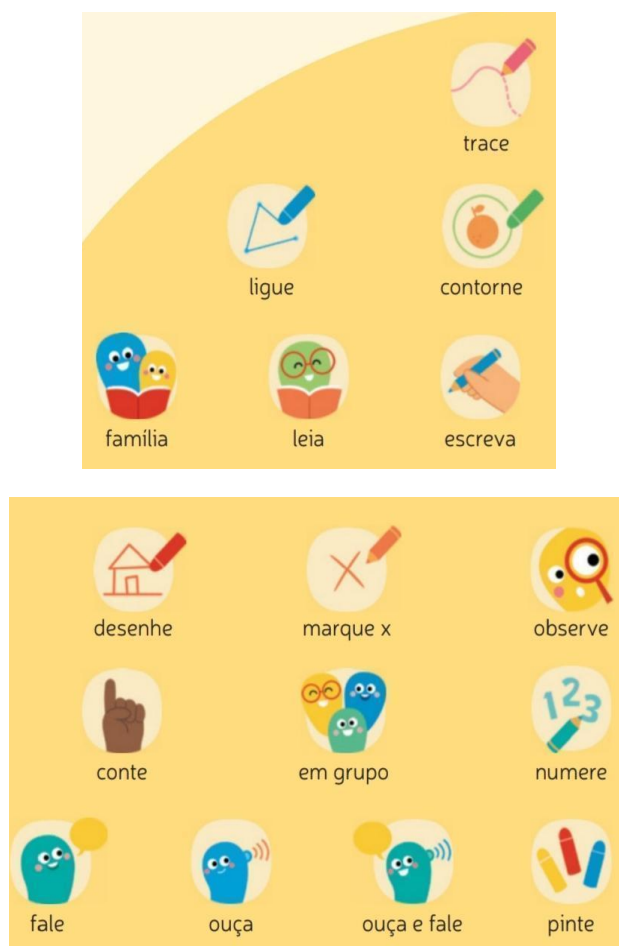 trace
ligue
contorne
família
leia
escreva
desenhe
marque x
observe
conte
em grupo
numere
fale
ouça
ouça e fale
pinte